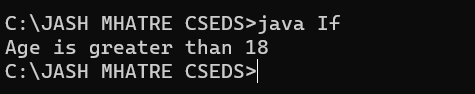 C:\JASH MHATRE CSEDS>java If
Age is greater than 18
C:\JASH MHATRE CSEDS>